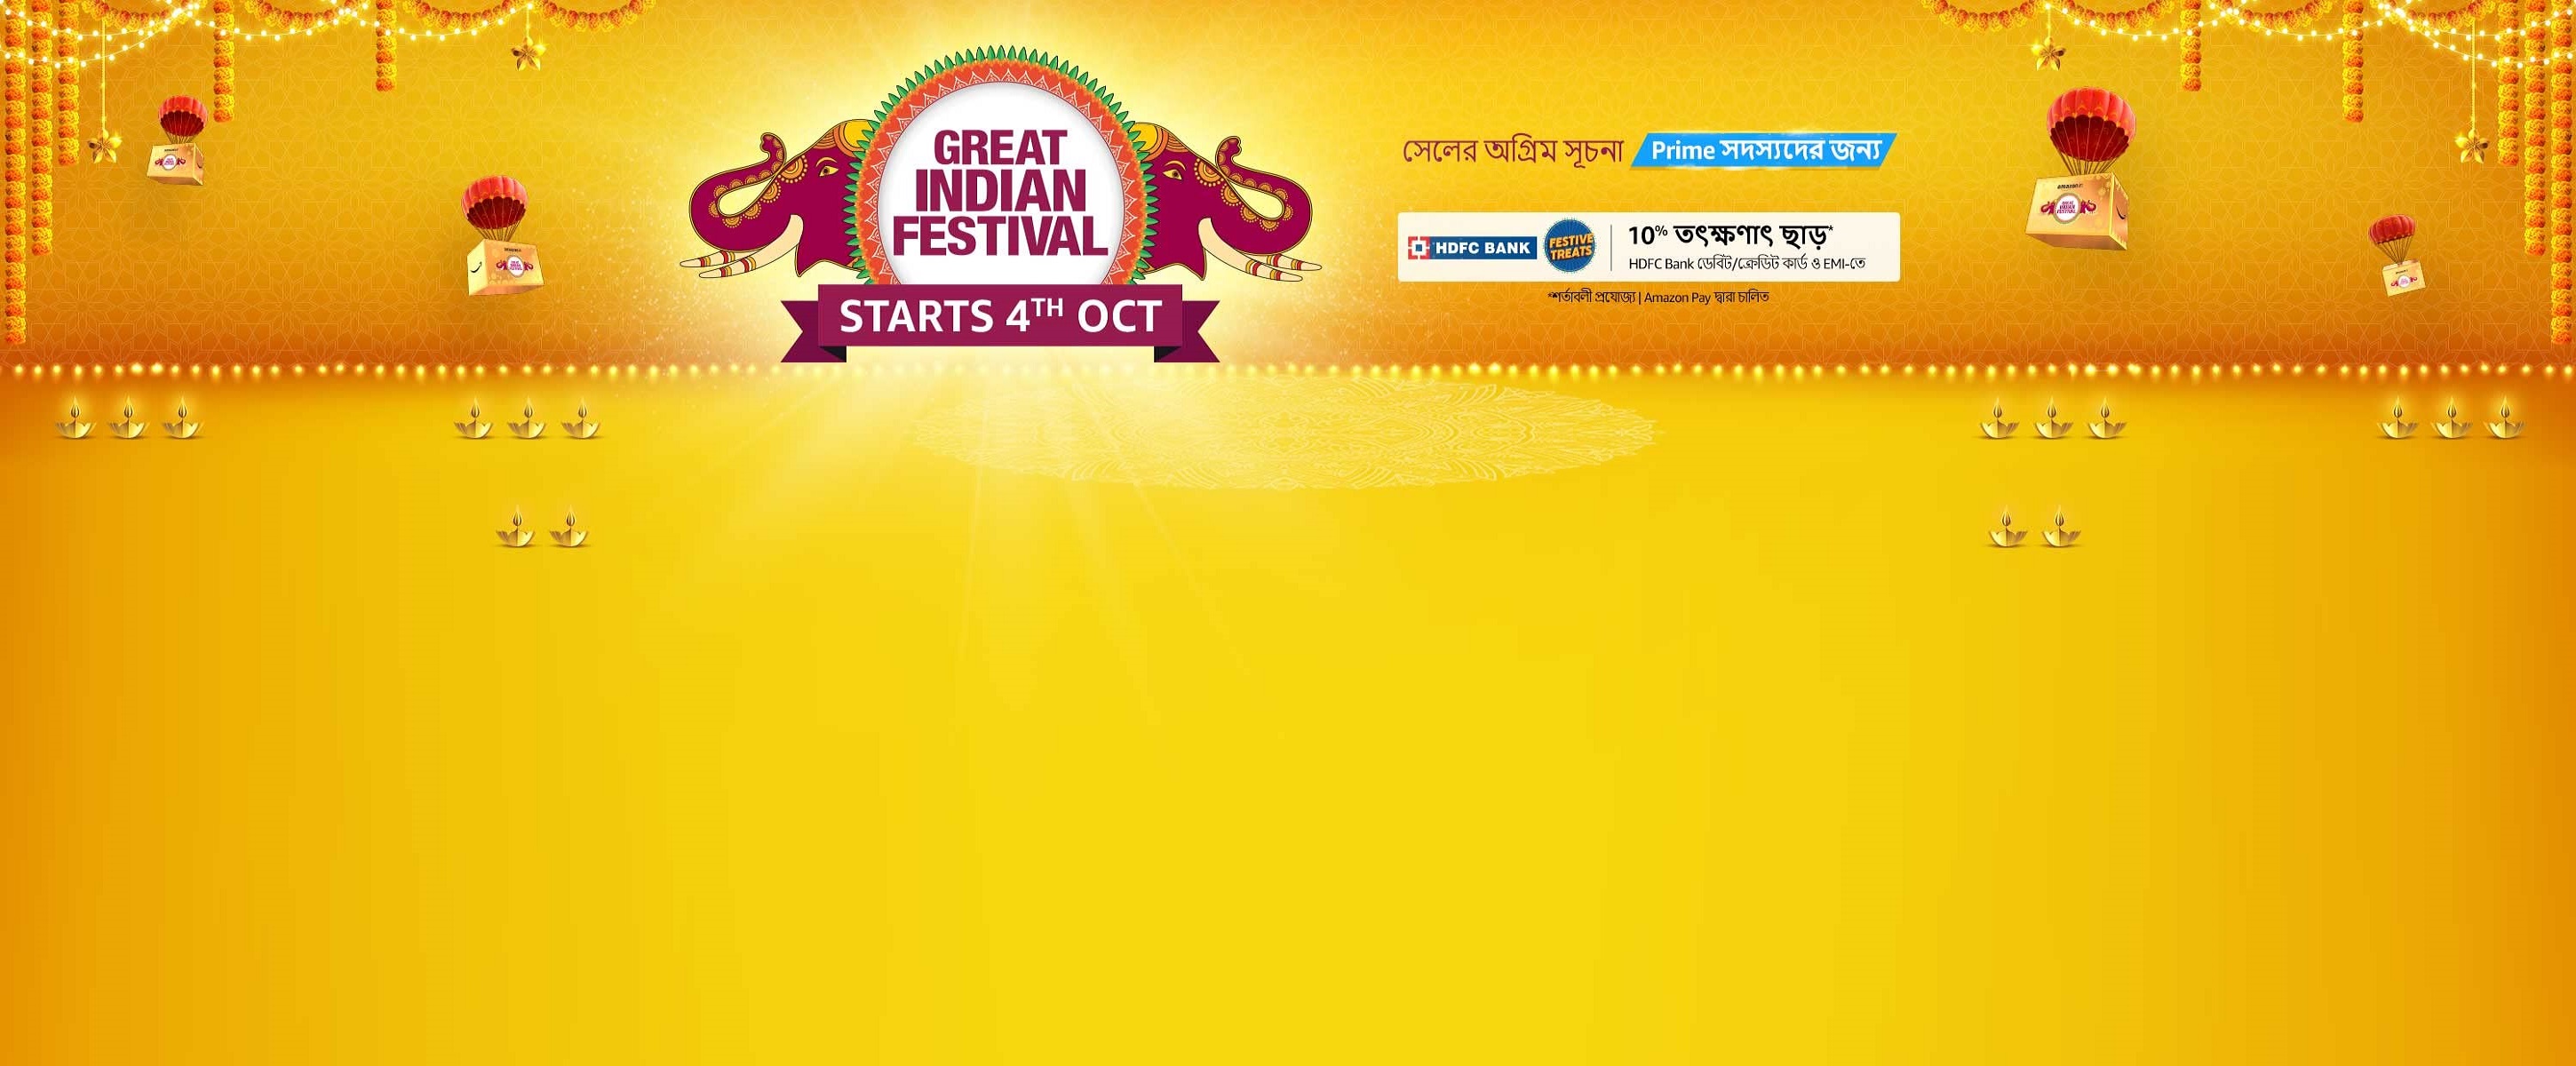 GREAT
INDIAN
FESTIVAL
STARTS 4TH OCT
সেলের অগ্রিম সূচনা Prime সদস্যদের জন্য
HDFC BANK
FESTIVE
TREATS
10% তৎক্ষণাৎ ছাড়*
HDFC Bank ডেবিট/ক্রেডিট কার্ড ও EMI-তে
*শর্তাবলী প্রযোজ্য | Amazon Pay দ্বারা চালিত